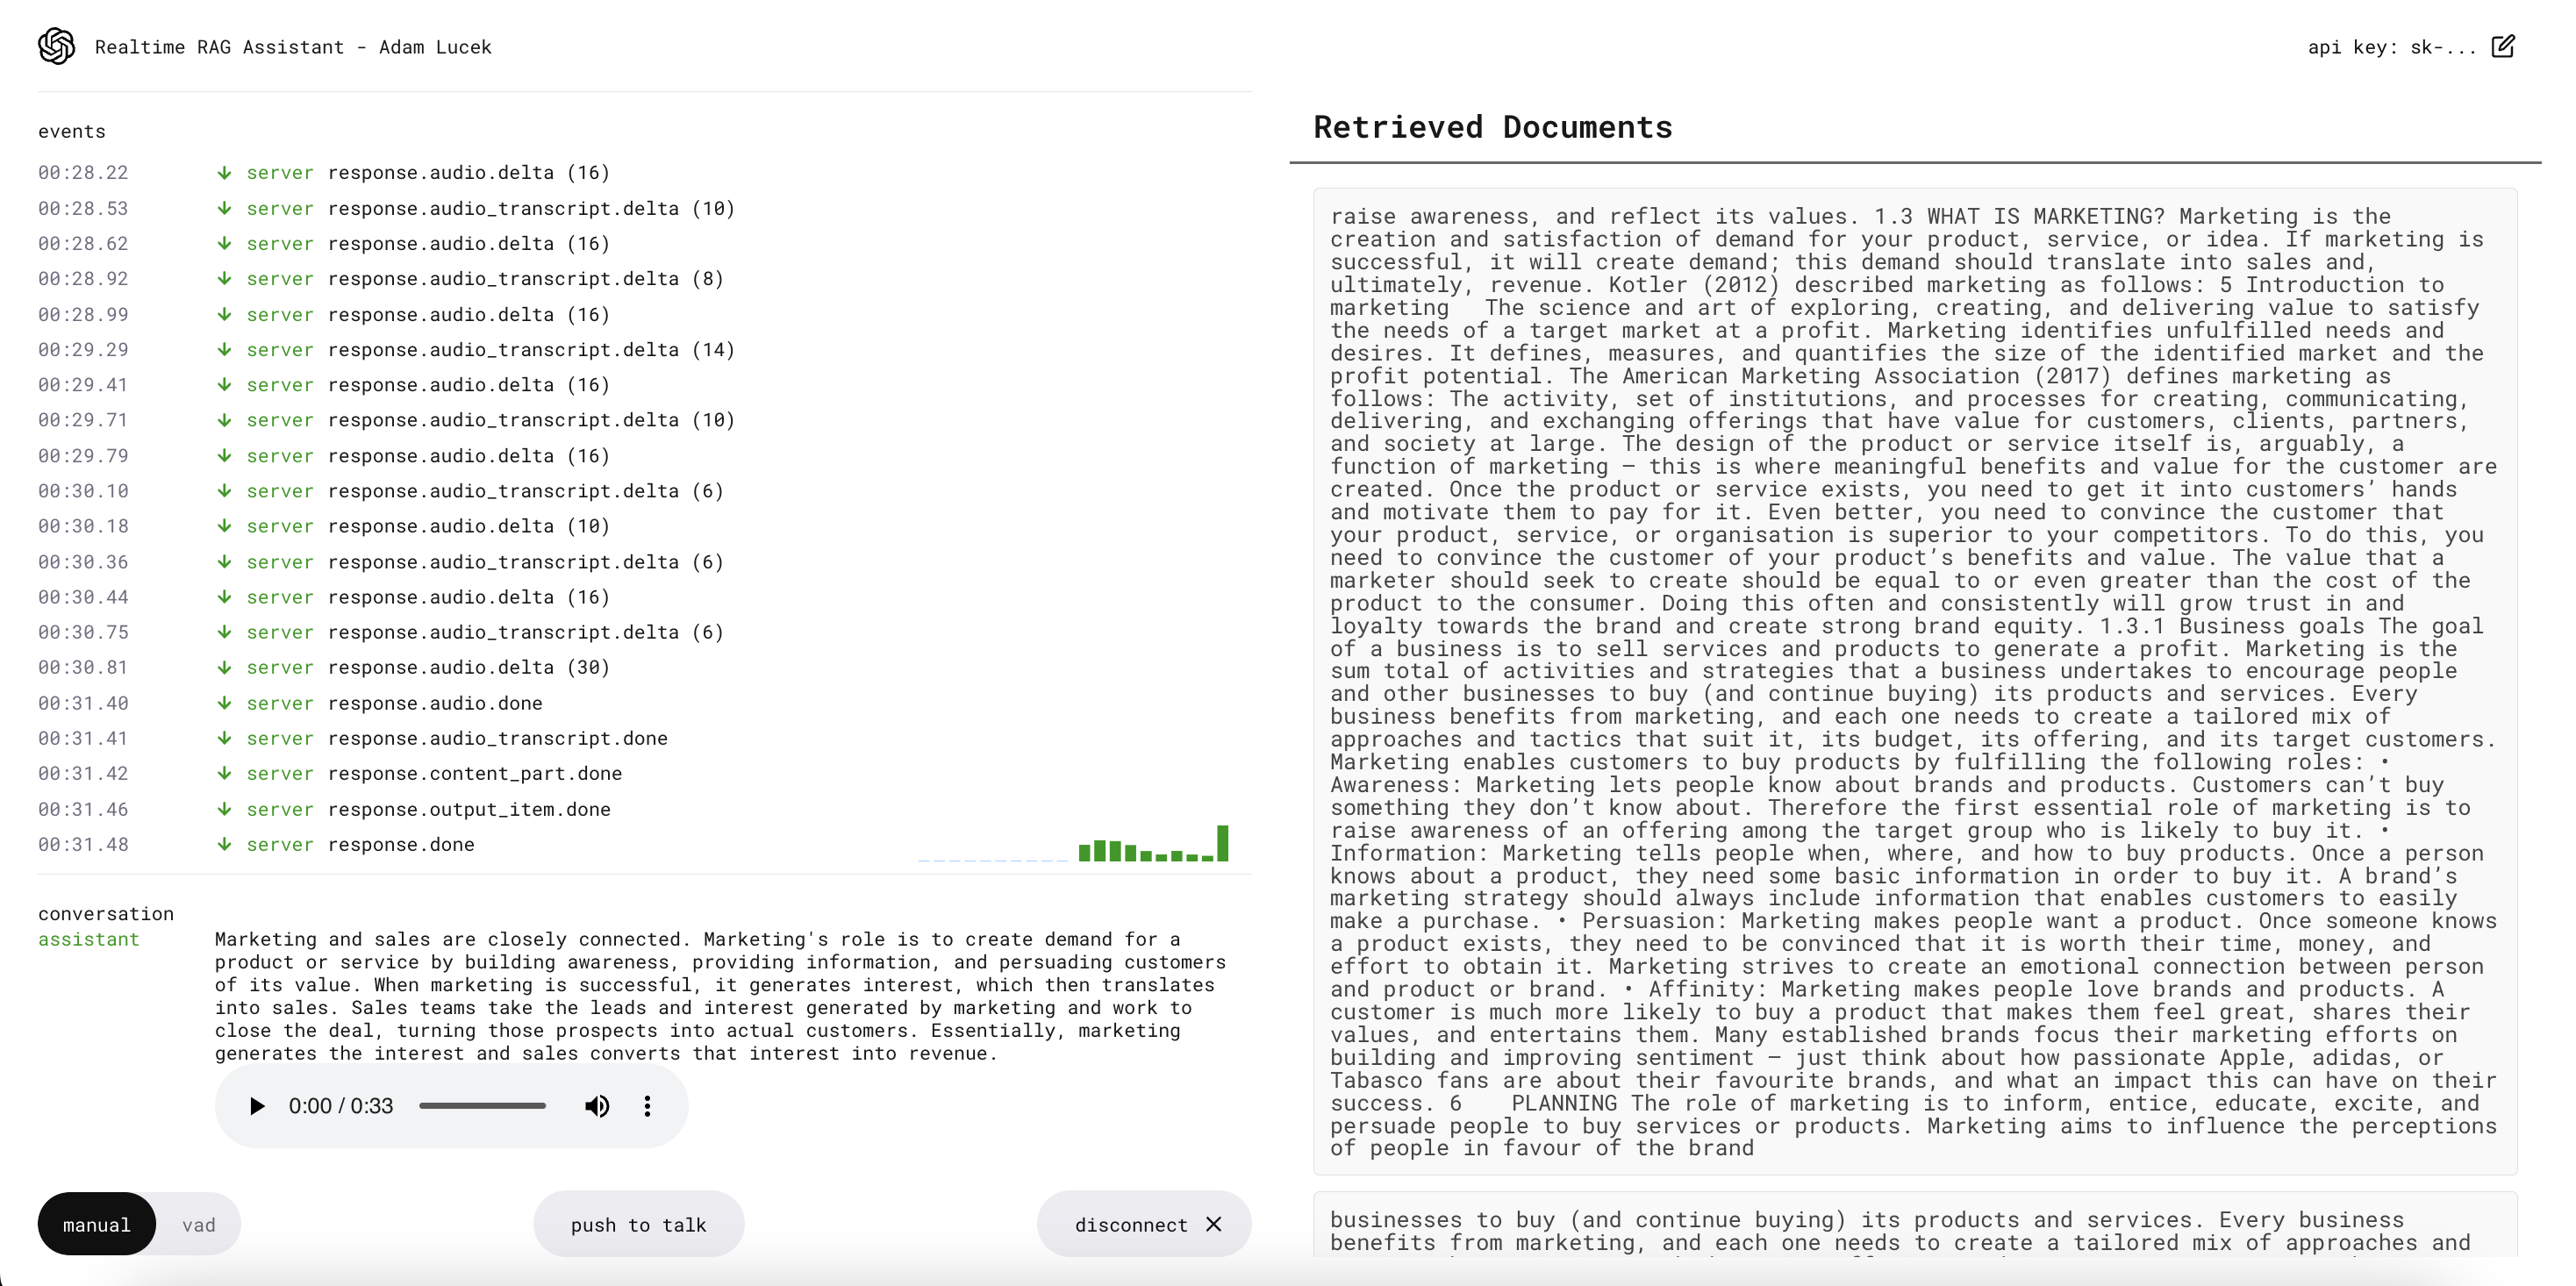 Realtime RAG Assistant - Adam Lucek
api key: sk-...
events
00:28.22 ↓ server response.audio.delta (16)
00:28.53 ↓ server response.audio_transcript.delta (10)
00:28.62 ↓ server response.audio.delta (16)
00:28.92 ↓ server response.audio_transcript.delta (8)
00:28.99 ↓ server response.audio.delta (16)
00:29.29 ↓ server response.audio_transcript.delta (14)
00:29.41 ↓ server response.audio.delta (16)
00:29.71 ↓ server response.audio_transcript.delta (10)
00:29.79 ↓ server response.audio.delta (16)
00:30.10 ↓ server response.audio_transcript.delta (6)
00:30.18 ↓ server response.audio.delta (10)
00:30.36 ↓ server response.audio_transcript.delta (6)
00:30.44 ↓ server response.audio.delta (16)
00:30.75 ↓ server response.audio_transcript.delta (6)
00:30.81 ↓ server response.audio.delta (30)
00:31.40 ↓ server response.audio.done
00:31.41 ↓ server response.audio_transcript.done
00:31.42 ↓ server response.content_part.done
00:31.46 ↓ server response.output_item.done
00:31.48 ↓ server response.done
conversation
assistant
Marketing and sales are closely connected. Marketing's role is to create demand for a
product or service by building awareness, providing information, and persuading customers
of its value. When marketing is successful, it generates interest, which then translates
into sales. Sales teams take the leads and interest generated by marketing and work to
close the deal, turning those prospects into actual customers. Essentially, marketing
generates the interest and sales converts that interest into revenue.
0:00 / 0:33
manual vad
push to talk
disconnect
Retrieved Documents
raise awareness, and reflect its values. 1.3 WHAT IS MARKETING? Marketing is the
creation and satisfaction of demand for your product, service, or idea. If marketing is
successful, it will create demand; this demand should translate into sales and,
ultimately, revenue. Kotler (2012) described marketing as follows: 5 Introduction to
marketing The science and art of exploring, creating, and delivering value to satisfy
the needs of a target market at a profit. Marketing identifies unfulfilled needs and
desires. It defines, measures, and quantifies the size of the identified market and the
profit potential. The American Marketing Association (2017) defines marketing as
follows: The activity, set of institutions, and processes for creating, communicating,
delivering, and exchanging offerings that have value for customers, clients, partners,
and society at large. The design of the product or service itself is, arguably, a
function of marketing – this is where meaningful benefits and value for the customer are
created. Once the product or service exists, you need to get it into customers’ hands
and motivate them to pay for it. Even better, you need to convince the customer that
your product, service, or organisation is superior to your competitors. To do this, you
need to convince the customer of your product’s benefits and value. The value that a
marketer should seek to create should be equal to or even greater than the cost of the
product to the consumer. Doing this often and consistently will grow trust in and
loyalty towards the brand and create strong brand equity. 1.3.1 Business goals The goal
of a business is to sell services and products to generate a profit. Marketing is the
sum total of activities and strategies that a business undertakes to encourage people
and other businesses to buy (and continue buying) its products and services. Every
business benefits from marketing, and each one needs to create a tailored mix of
approaches and tactics that suit it, its budget, its offering, and its target customers.
Marketing enables customers to buy products by fulfilling the following roles: •
Awareness: Marketing lets people know about brands and products. Customers can’t buy
something they don’t know about. Therefore the first essential role of marketing is to
raise awareness of an offering among the target group who is likely to buy it. •
Information: Marketing tells people when, where, and how to buy products. Once a person
knows about a product, they need some basic information in order to buy it. A brand’s
marketing strategy should always include information that enables customers to easily
make a purchase. • Persuasion: Marketing makes people want a product. Once someone knows
a product exists, they need to be convinced that it is worth their time, money, and
effort to obtain it. Marketing strives to create an emotional connection between person
and product or brand. • Affinity: Marketing makes people love brands and products. A
customer is much more likely to buy a product that makes them feel great, shares their
values, and entertains them. Many established brands focus their marketing efforts on
building and improving sentiment – just think about how passionate Apple, adidas, or
Tabasco fans are about their favourite brands, and what an impact this can have on their
success. 6 PLANNING The role of marketing is to inform, entice, educate, excite, and
persuade people to buy services or products. Marketing aims to influence the perceptions
of people in favour of the brand
businesses to buy (and continue buying) its products and services. Every business
benefits from marketing, and each one needs to create a tailored mix of approaches and